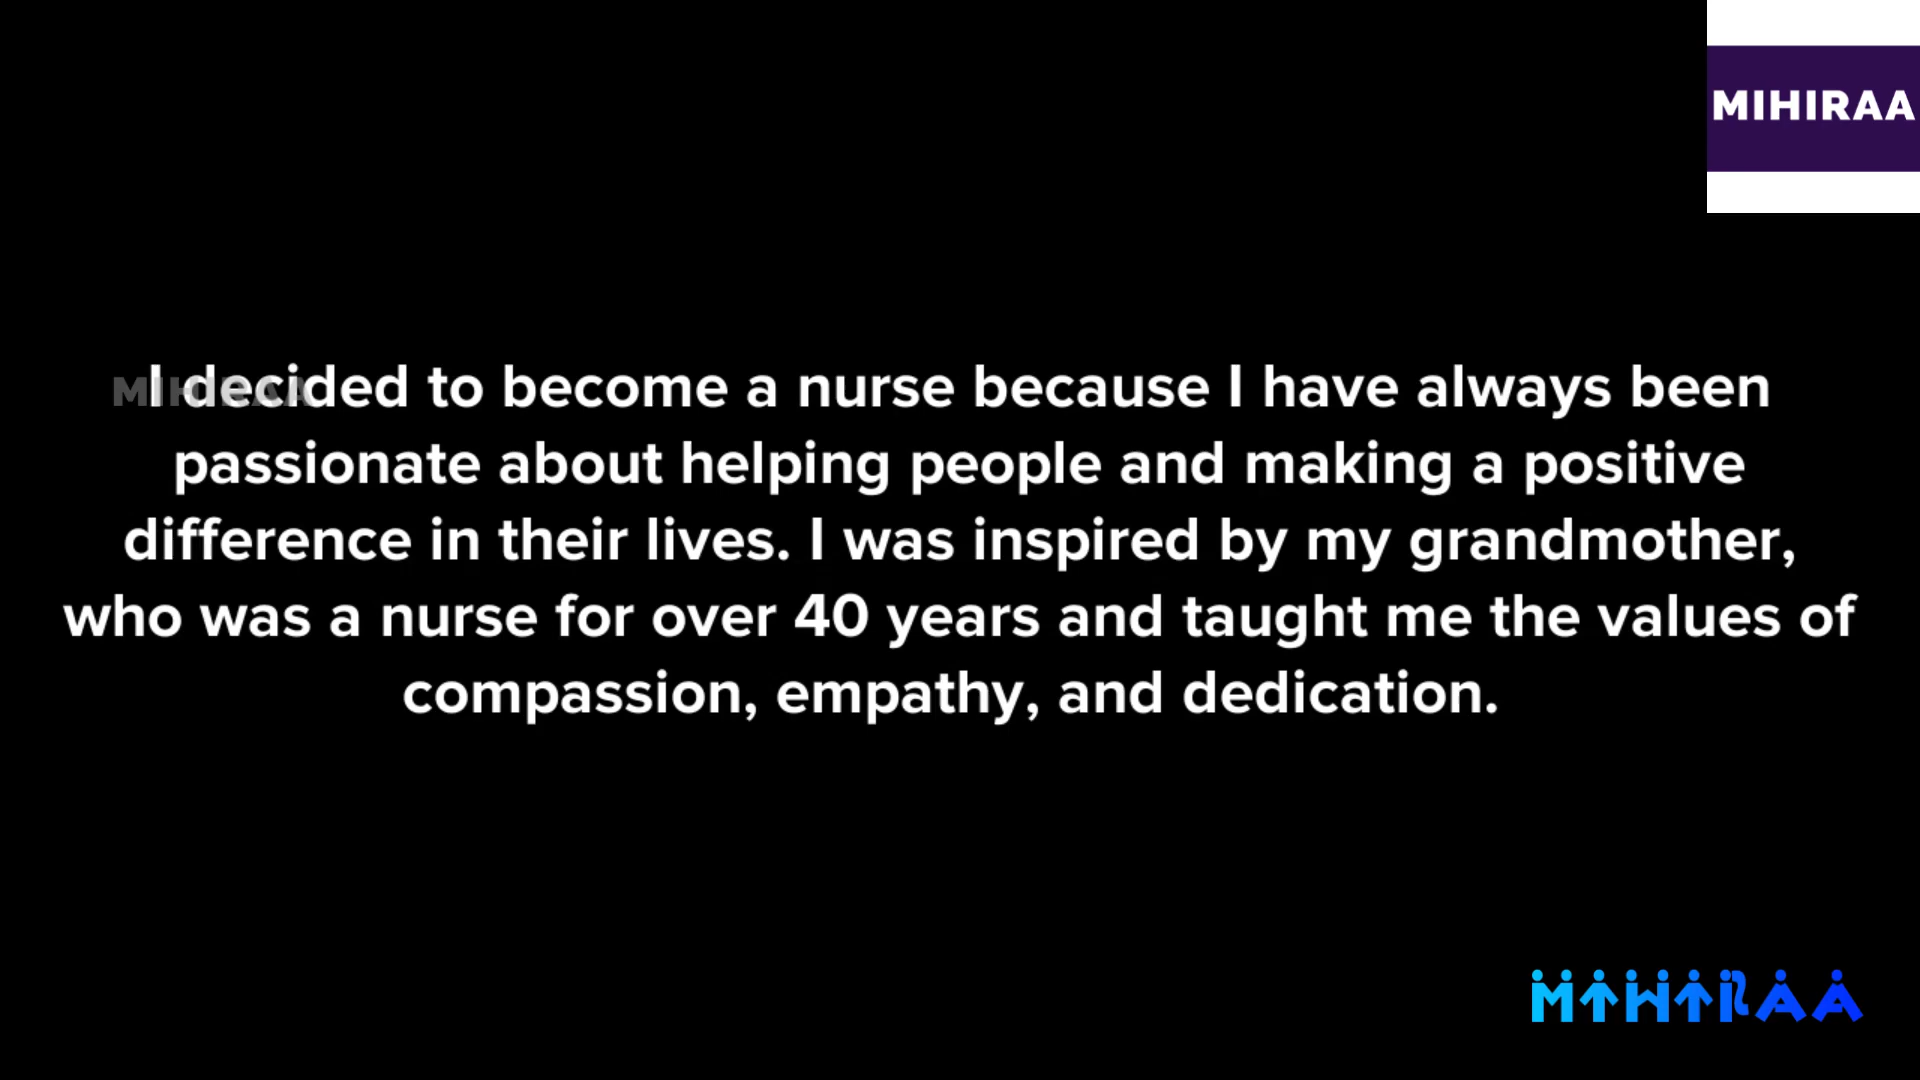 MIHIRAA
MIHIRAA
I decided to become a nurse because I have always been
passionate about helping people and making a positive
difference in their lives. I was inspired by my grandmother,
who was a nurse for over 40 years and taught me the values of
compassion, empathy, and dedication.
MIHIRAA